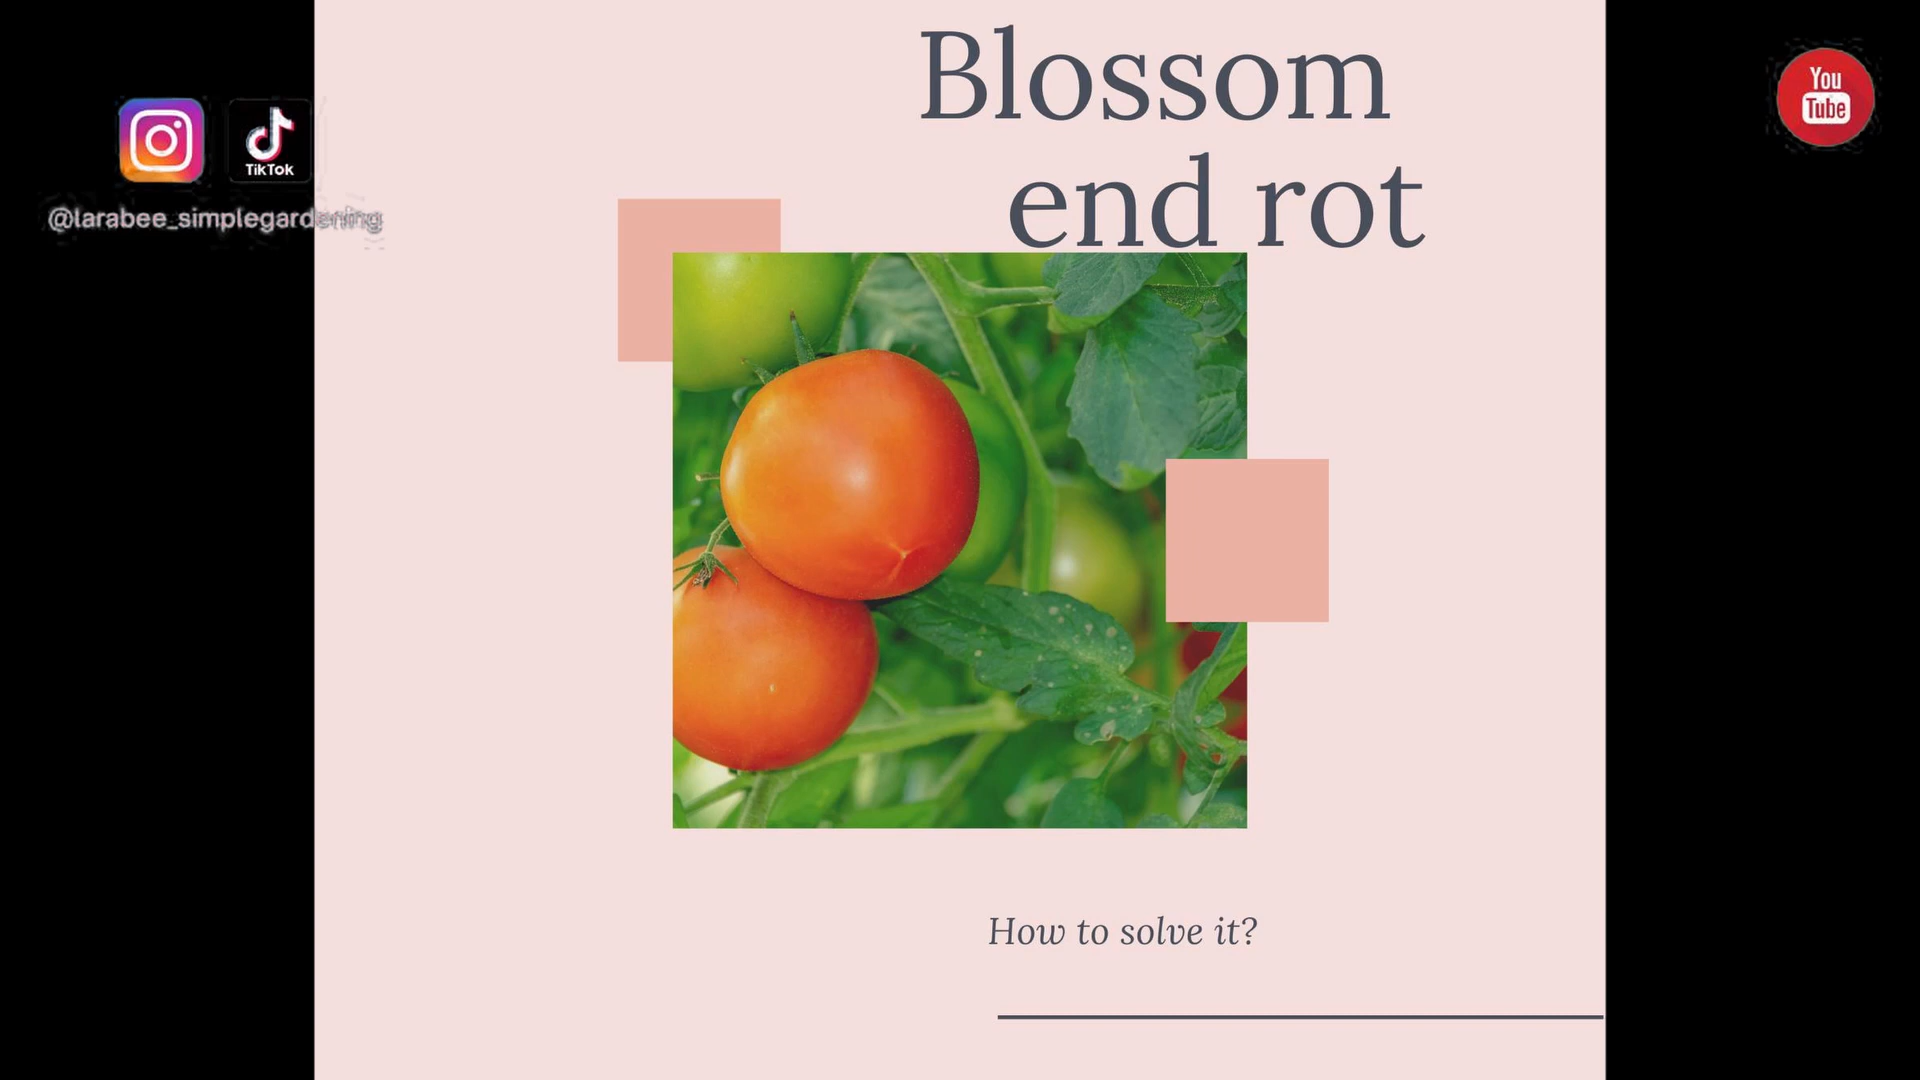 Blossom
end rot
You
Tube
TikTok
@larabee_simplegardening
How to solve it?